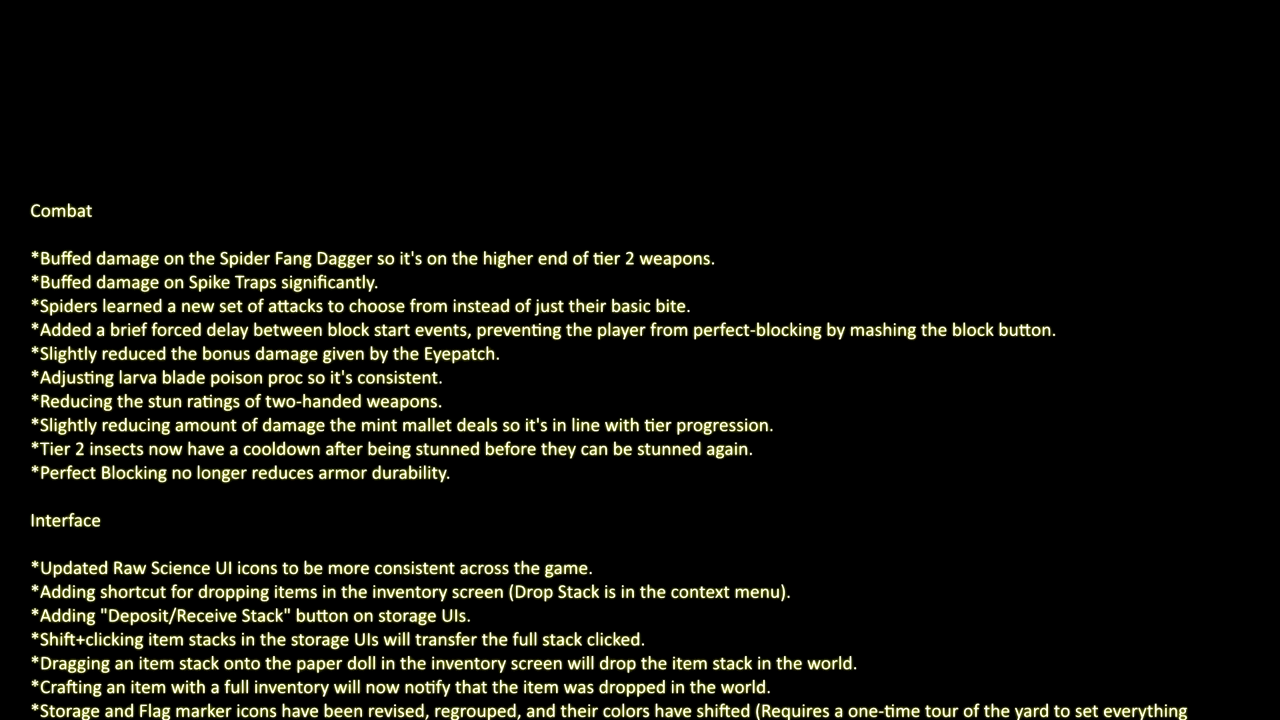 Combat
*Buffed damage on the Spider Fang Dagger so it's on the higher end of tier 2 weapons.
*Buffed damage on Spike Traps significantly.
*Spiders learned a new set of attacks to choose from instead of just their basic bite.
*Added a brief forced delay between block start events, preventing the player from perfect-blocking by mashing the block button.
*Slightly reduced the bonus damage given by the Eyepatch.
*Adjusting larva blade poison proc so it's consistent.
*Reducing the stun ratings of two-handed weapons.
*Slightly reducing amount of damage the mint mallet deals so it's in line with tier progression.
*Tier 2 insects now have a cooldown after being stunned before they can be stunned again.
*Perfect Blocking no longer reduces armor durability.
Interface
*Updated Raw Science UI icons to be more consistent across the game.
*Adding shortcut for dropping items in the inventory screen (Drop Stack is in the context menu).
*Adding "Deposit/Receive Stack" button on storage UIs.
*Shift+clicking item stacks in the storage UIs will transfer the full stack clicked.
*Dragging an item stack onto the paper doll in the inventory screen will drop the item stack in the world.
*Crafting an item with a full inventory will now notify that the item was dropped in the world.
*Storage and Flag marker icons have been revised, regrouped, and their colors have shifted (Requires a one-time tour of the yard to set everything